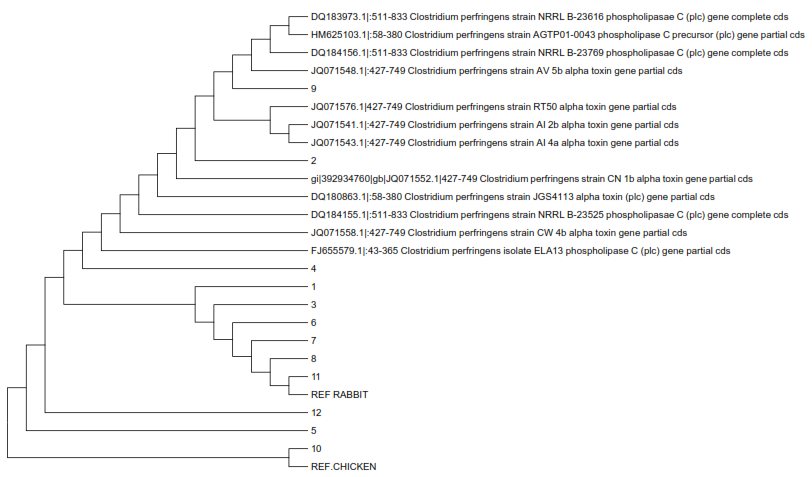 DQ183973.1|:511-833 Clostridium perfringens strain NRRL B-23616 phospholipasae C (plc) gene complete cds
HM625103.1|:58-380 Clostridium perfringens strain AGTP01-0043 phospholipase C precursor (plc) gene partial cds
DQ184156.1|:511-833 Clostridium perfringens strain NRRL B-23769 phospholipasae C (plc) gene complete cds
JQ071548.1|:427-749 Clostridium perfringens strain AV 5b alpha toxin gene partial cds
9
JQ071576.1|427-749 Clostridium perfringens strain RT50 alpha toxin gene partial cds
JQ071541.1|:427-749 Clostridium perfringens strain AI 2b alpha toxin gene partial cds
JQ071543.1|:427-749 Clostridium perfringens strain AI 4a alpha toxin gene partial cds
2
gi|392934760|gb|JQ071552.1|427-749 Clostridium perfringens strain CN 1b alpha toxin gene partial cds
DQ180863.1|:58-380 Clostridium perfringens strain JGS4113 alpha toxin (plc) gene partial cds
DQ184155.1|:511-833 Clostridium perfringens strain NRRL B-23525 phospholipasae C (plc) gene complete cds
JQ071558.1|:427-749 Clostridium perfringens strain CW 4b alpha toxin gene partial cds
FJ655579.1|:43-365 Clostridium perfringens isolate ELA13 phospholipase C (plc) gene partial cds
4
1
3
6
7
8
11
REF RABBIT
12
5
10
REF.CHICKEN